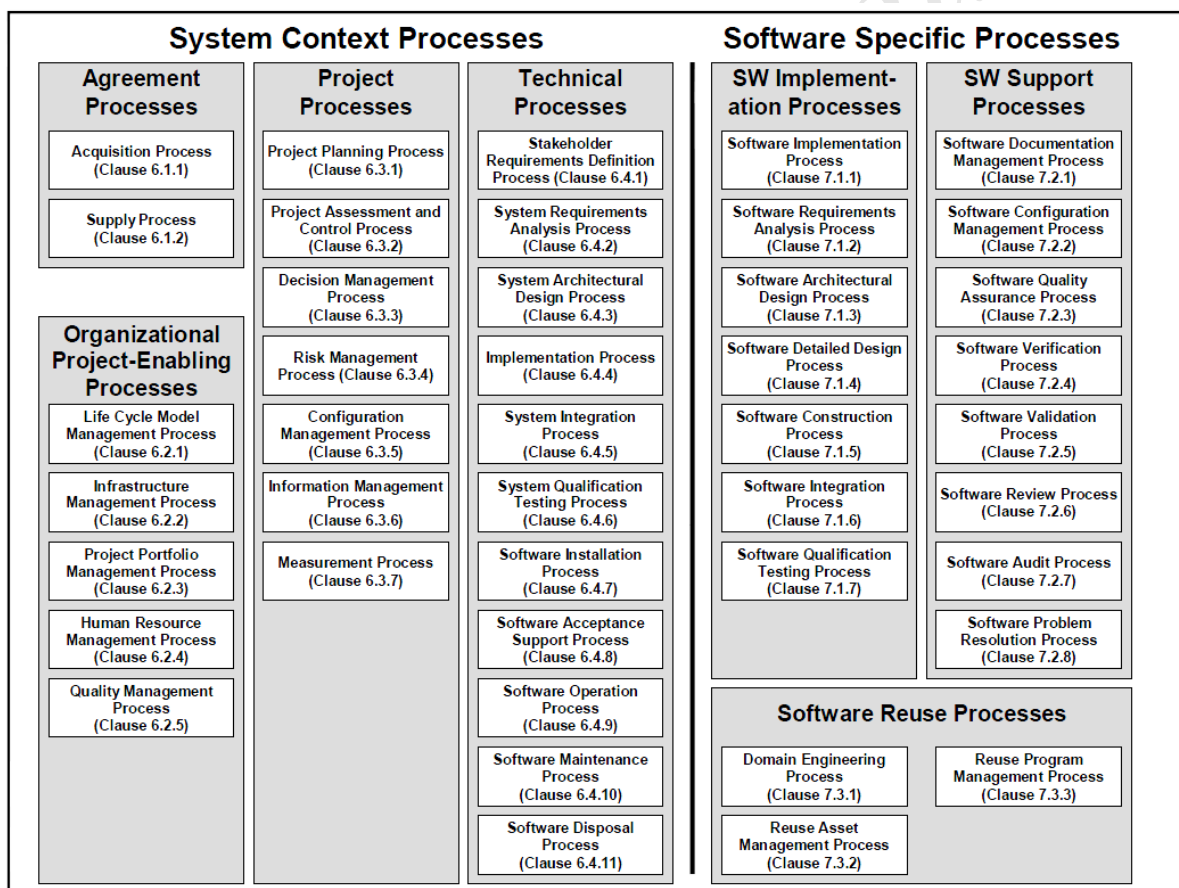 System Context Processes
Agreement
Processes
Acquisition Process
(Clause 6.1.1)
Supply Process
(Clause 6.1.2)
Organizational
Project-Enabling
Processes
Life Cycle Model
Management Process
(Clause 6.2.1)
Infrastructure
Management Process
(Clause 6.2.2)
Project Portfolio
Management Process
(Clause 6.2.3)
Human Resource
Management Process
(Clause 6.2.4)
Quality Management
Process
(Clause 6.2.5)
Project
Processes
Project Planning Process
(Clause 6.3.1)
Project Assessment and
Control Process
(Clause 6.3.2)
Decision Management
Process
(Clause 6.3.3)
Risk Management
Process (Clause 6.3.4)
Configuration
Management Process
(Clause 6.3.5)
Information Management
Process
(Clause 6.3.6)
Measurement Process
(Clause 6.3.7)
Technical
Processes
Stakeholder
Requirements Definition
Process (Clause 6.4.1)
System Requirements
Analysis Process
(Clause 6.4.2)
System Architectural
Design Process
(Clause 6.4.3)
Implementation Process
(Clause 6.4.4)
System Integration
Process
(Clause 6.4.5)
System Qualification
Testing Process
(Clause 6.4.6)
Software Installation
Process
(Clause 6.4.7)
Software Acceptance
Support Process
(Clause 6.4.8)
Software Operation
Process
(Clause 6.4.9)
Software Maintenance
Process
(Clause 6.4.10)
Software Disposal
Process
(Clause 6.4.11)
Software Specific Processes
SW Implement-
ation Processes
Software Implementation
Process
(Clause 7.1.1)
Software Requirements
Analysis Process
(Clause 7.1.2)
Software Architectural
Design Process
(Clause 7.1.3)
Software Detailed Design
Process
(Clause 7.1.4)
Software Construction
Process
(Clause 7.1.5)
Software Integration
Process
(Clause 7.1.6)
Software Qualification
Testing Process
(Clause 7.1.7)
SW Support
Processes
Software Documentation
Management Process
(Clause 7.2.1)
Software Configuration
Management Process
(Clause 7.2.2)
Software Quality
Assurance Process
(Clause 7.2.3)
Software Verification
Process
(Clause 7.2.4)
Software Validation
Process
(Clause 7.2.5)
Software Review Process
(Clause 7.2.6)
Software Audit Process
(Clause 7.2.7)
Software Problem
Resolution Process
(Clause 7.2.8)
Software Reuse Processes
Domain Engineering
Process
(Clause 7.3.1)
Reuse Asset
Management Process
(Clause 7.3.2)
Reuse Program
Management Process
(Clause 7.3.3)